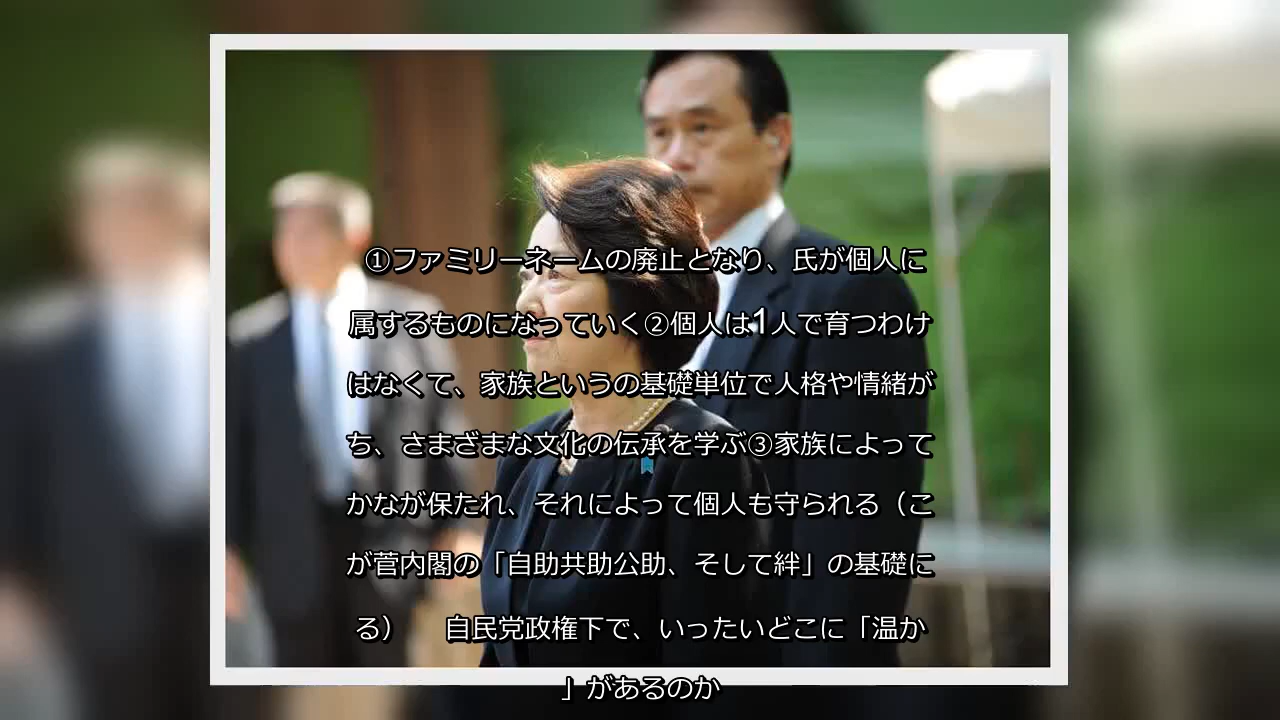 ①ファミリーネームの廃止となり、氏が個人に
属するものになっていく②個人は1人で育つわけ
はなくて、家族というの基礎単位で人格や情緒が
ち、さまざまな文化の伝承を学ぶ③家族によって
かなが保たれ、それによって個人も守られる（こ
が菅内閣の「自助共助公助、そして絆」の基礎に
る）　　自民党政権下で、いったいどこに「温か
」があるのか